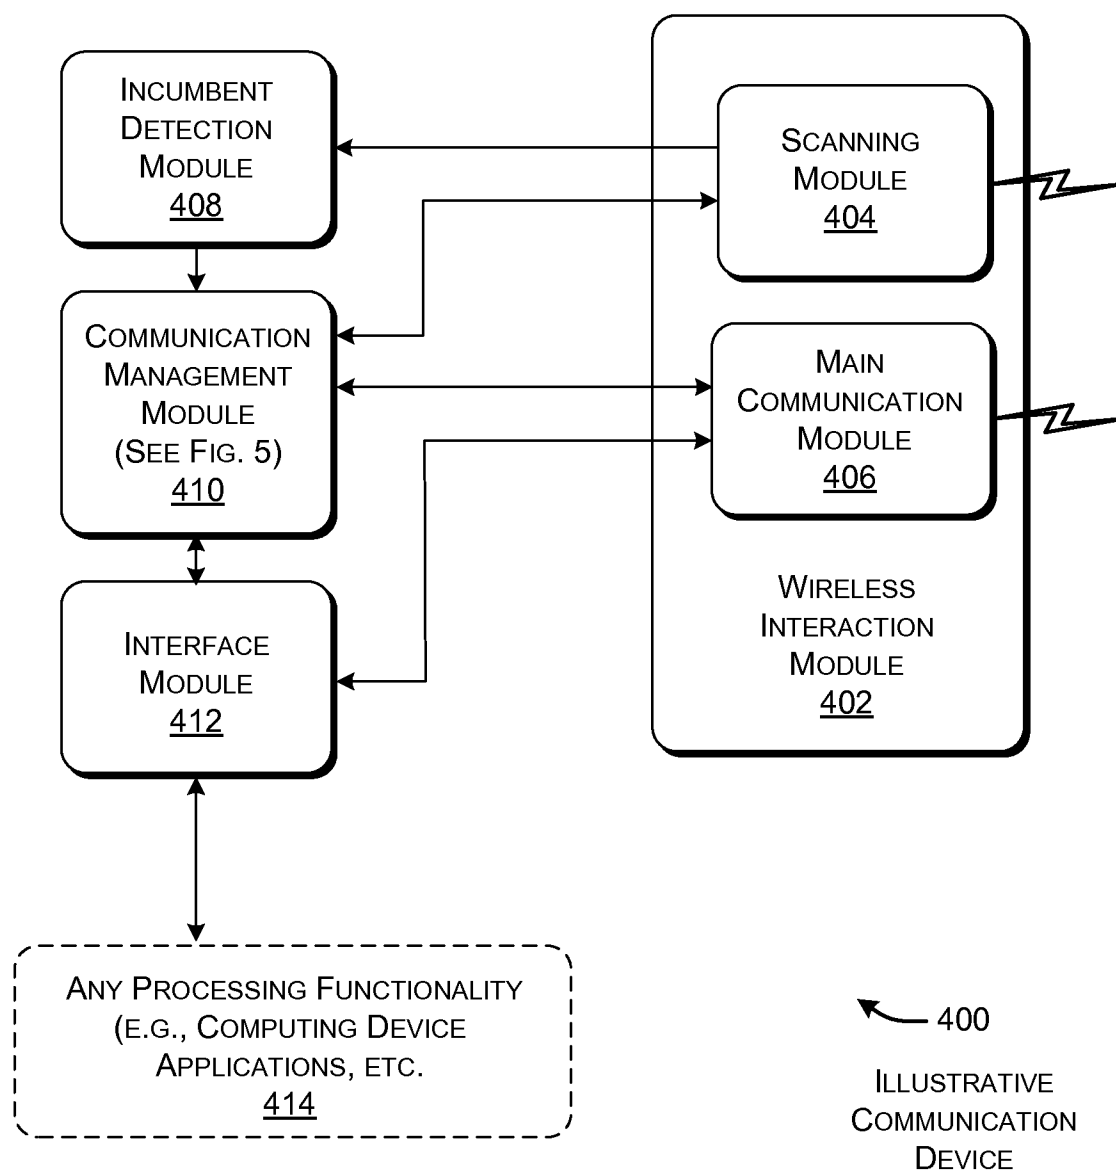 INCUMBENT
DETECTION
MODULE
408
COMMUNICATION
MANAGEMENT
MODULE
(SEE FIG. 5)
410
INTERFACE
MODULE
412
ANY PROCESSING FUNCTIONALITY
(E.G., COMPUTING DEVICE
APPLICATIONS, ETC.
414
SCANNING
MODULE
404
MAIN
COMMUNICATION
MODULE
406
WIRELESS
INTERACTION
MODULE
402
400
ILLUSTRATIVE
COMMUNICATION
DEVICE